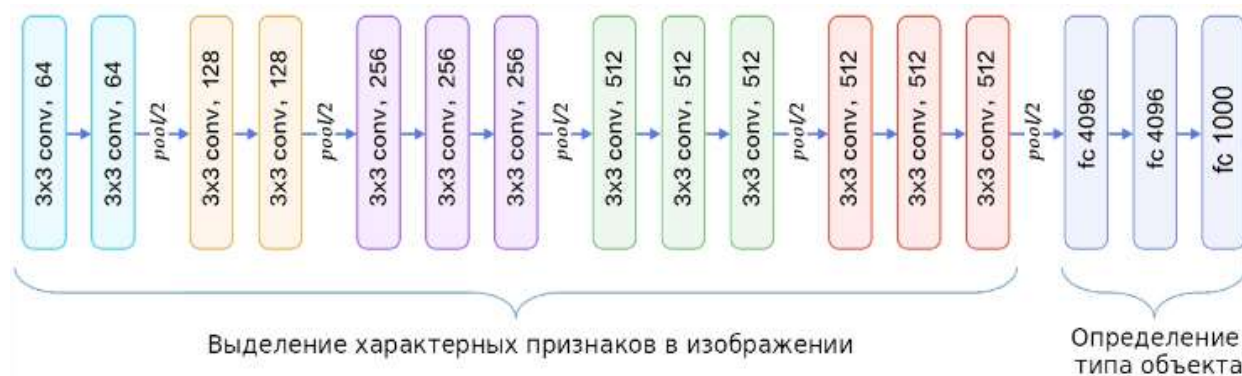 3x3 conv, 64
3x3 conv, 64
pool/2
3x3 conv, 128
3x3 conv, 128
pool/2
3x3 conv, 256
3x3 conv, 256
3x3 conv, 256
pool/2
3x3 conv, 512
3x3 conv, 512
3x3 conv, 512
pool/2
3x3 conv, 512
3x3 conv, 512
3x3 conv, 512
pool/2
fc 4096
fc 4096
fc 1000
Выделение характерных признаков в изображении
Определение
типа объекта